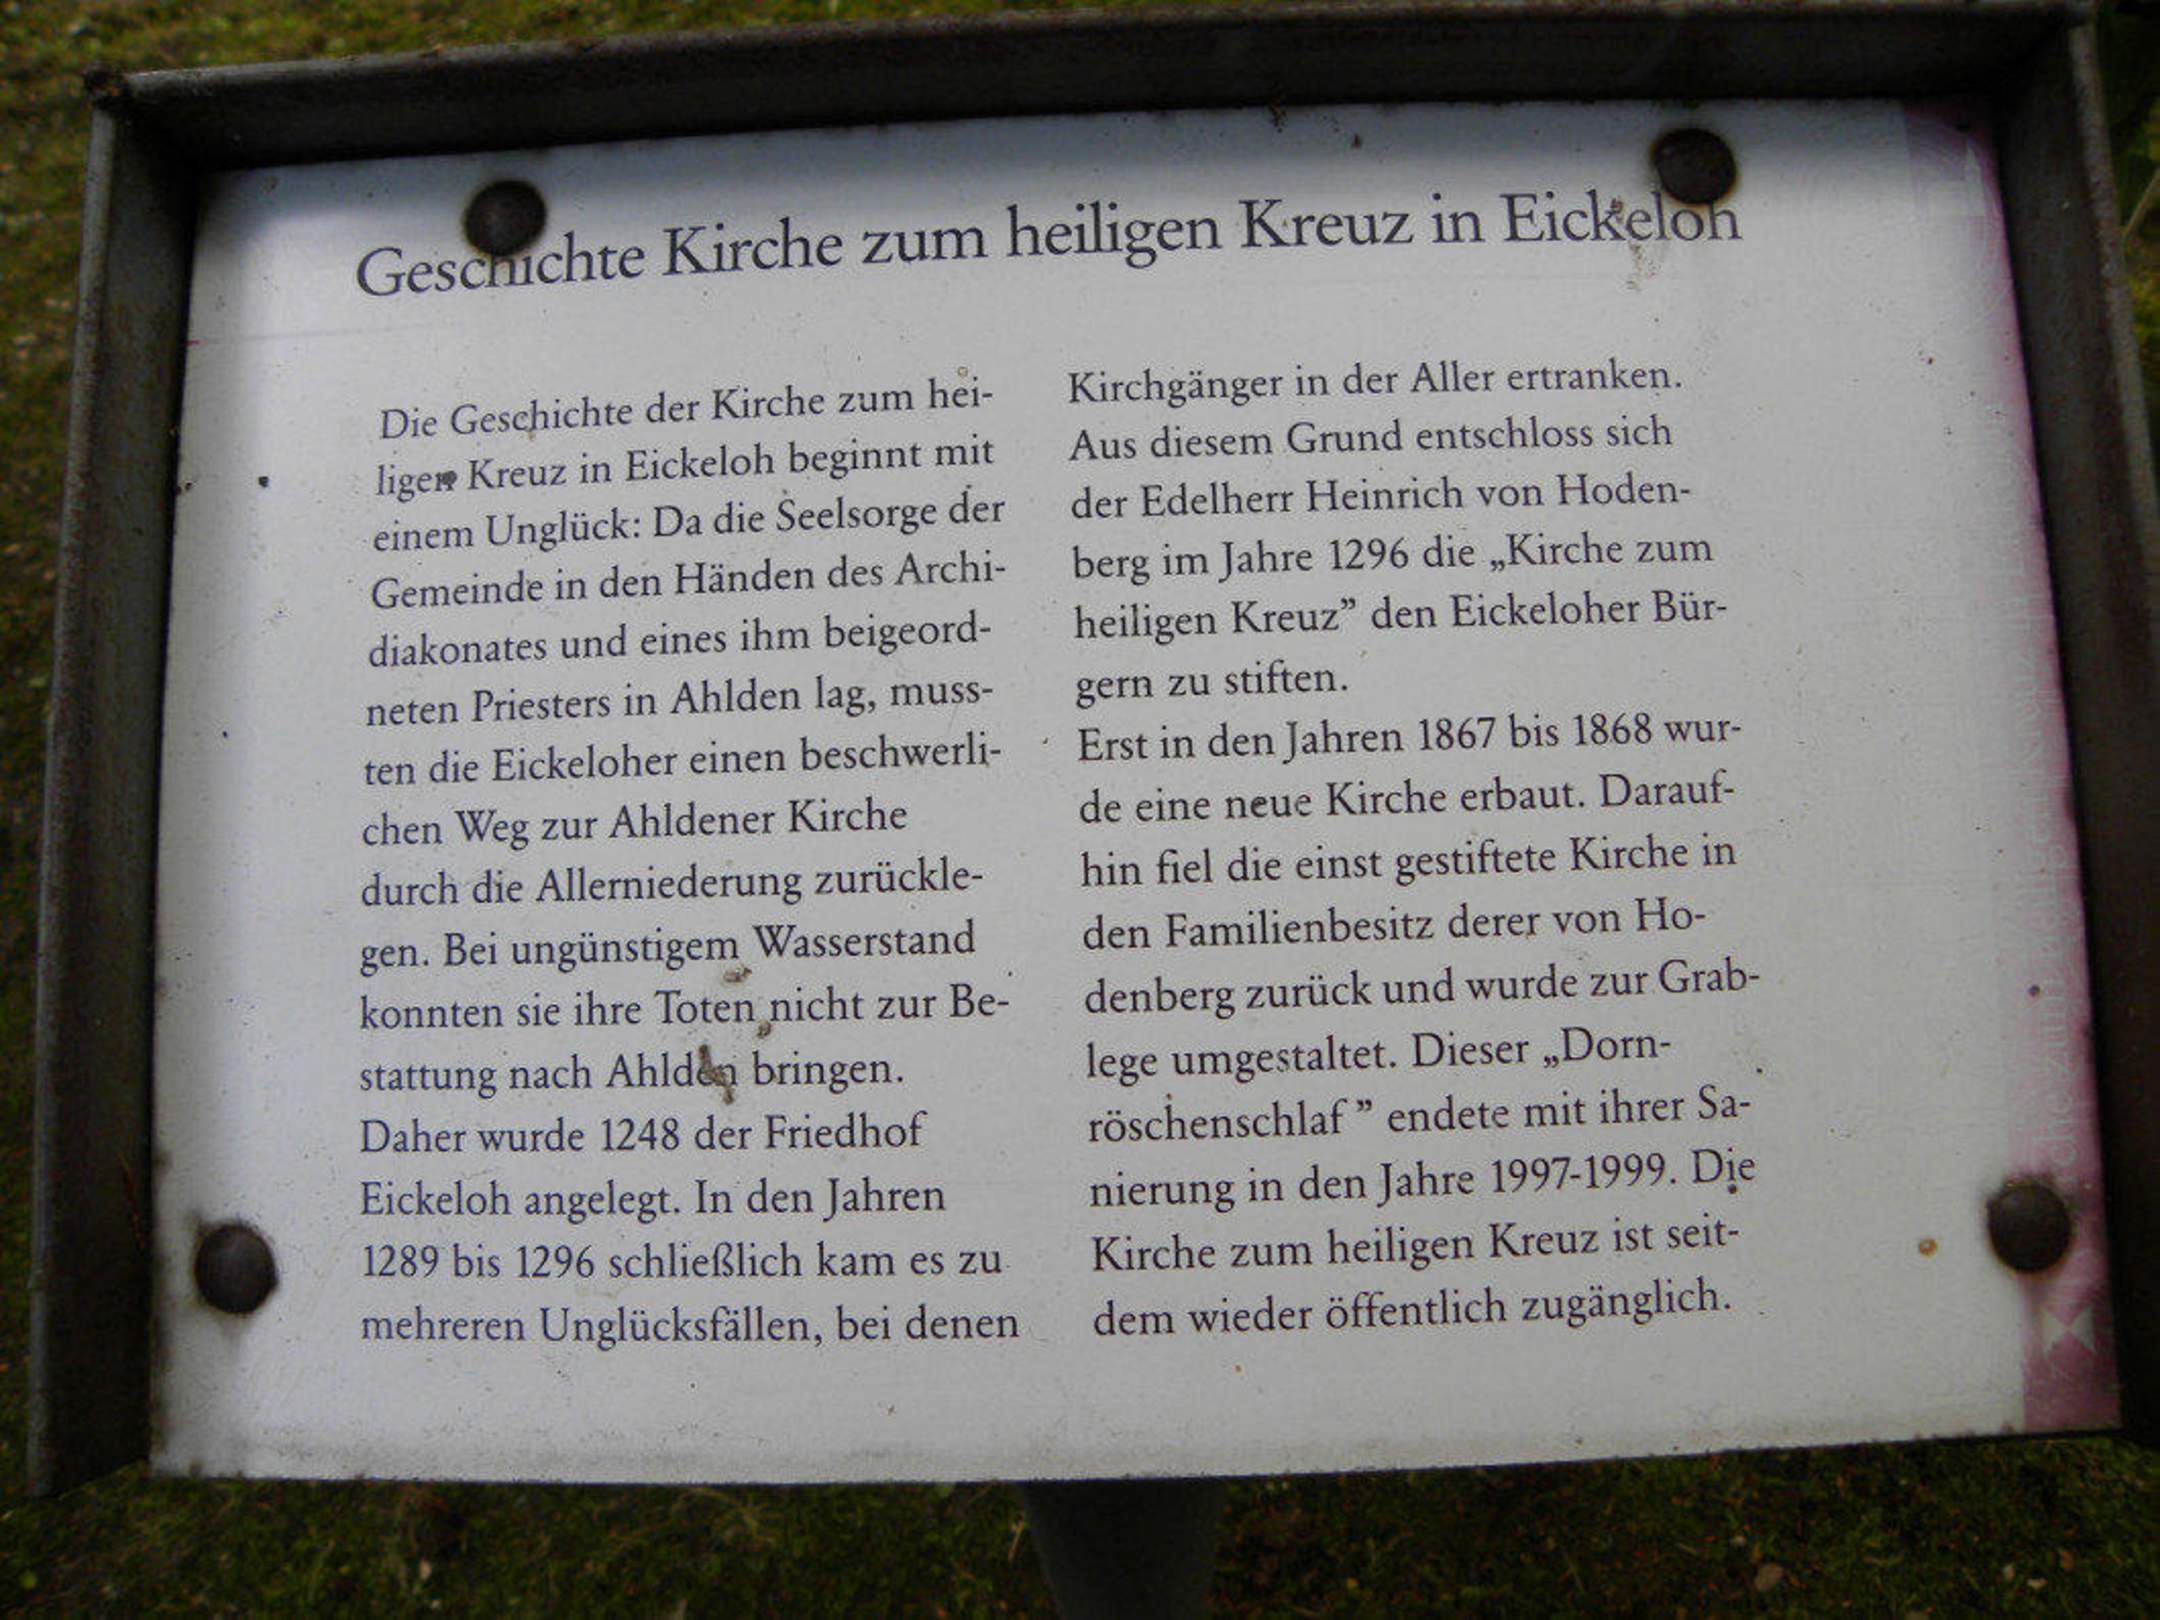 Geschichte Kirche zum heiligen Kreuz in Eickeloh
Die Geschichte der Kirche zum hei-
ligen Kreuz in Eickeloh beginnt mit
einem Unglück: Da die Seelsorge der
Gemeinde in den Händen des Archi-
diakonates und eines ihm beigeord-
neten Priesters in Ahlden lag, muss-
ten die Eickeloher einen beschwerli-
chen Weg zur Ahldener Kirche
durch die Allerniederung zurückle-
gen. Bei ungünstigem Wasserstand
konnten sie ihre Toten nicht zur Be-
stattung nach Ahlden bringen.
Daher wurde 1248 der Friedhof
Eickeloh angelegt. In den Jahren
1289 bis 1296 schließlich kam es zu
mehreren Unglücksfällen, bei denen
Kirchgänger in der Aller ertranken.
Aus diesem Grund entschloss sich
der Edelherr Heinrich von Hoden-
berg im Jahre 1296 die „Kirche zum
heiligen Kreuz” den Eickeloher Bür-
gern zu stiften.
Erst in den Jahren 1867 bis 1868 wur-
de eine neue Kirche erbaut. Darauf-
hin fiel die einst gestiftete Kirche in
den Familienbesitz derer von Ho-
denberg zurück und wurde zur Grab-
lege umgestaltet. Dieser „Dorn-
röschenschlaf ” endete mit ihrer Sa-
nierung in den Jahre 1997-1999. Die
Kirche zum heiligen Kreuz ist seit-
dem wieder öffentlich zugänglich.